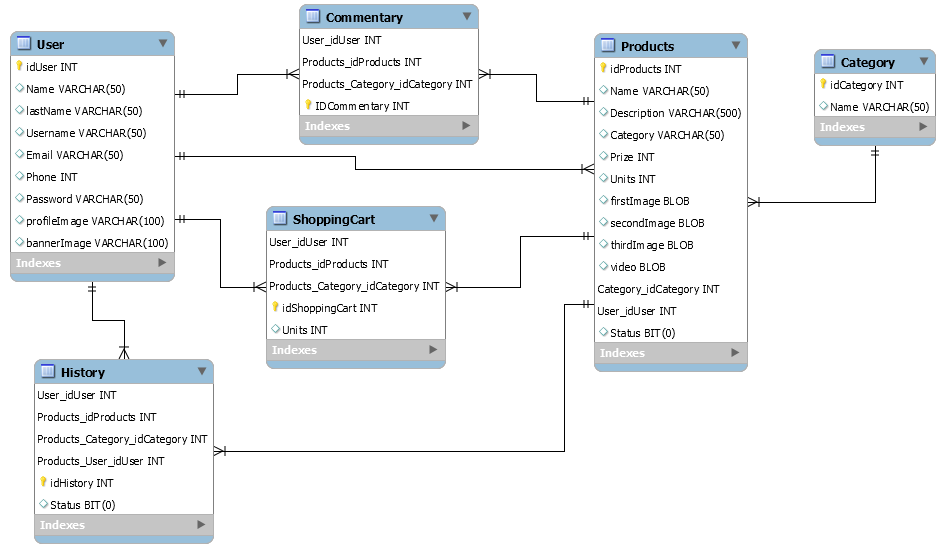 User
idUser INT
Name VARCHAR(50)
lastName VARCHAR(50)
Username VARCHAR(50)
Email VARCHAR(50)
Phone INT
Password VARCHAR(50)
profileImage VARCHAR(100)
bannerImage VARCHAR(100)
Indexes
Commentary
User_idUser INT
Products_idProducts INT
Products_Category_idCategory INT
IDCommentary INT
Indexes
Products
idProducts INT
Name VARCHAR(50)
Description VARCHAR(500)
Category VARCHAR(50)
Prize INT
Units INT
firstImage BLOB
secondImage BLOB
thirdImage BLOB
video BLOB
Category_idCategory INT
User_idUser INT
Status BIT(0)
Indexes
Category
idCategory INT
Name VARCHAR(50)
Indexes
ShoppingCart
User_idUser INT
Products_idProducts INT
Products_Category_idCategory INT
idShoppingCart INT
Units INT
Indexes
History
User_idUser INT
Products_idProducts INT
Products_Category_idCategory INT
Products_User_idUser INT
idHistory INT
Status BIT(0)
Indexes